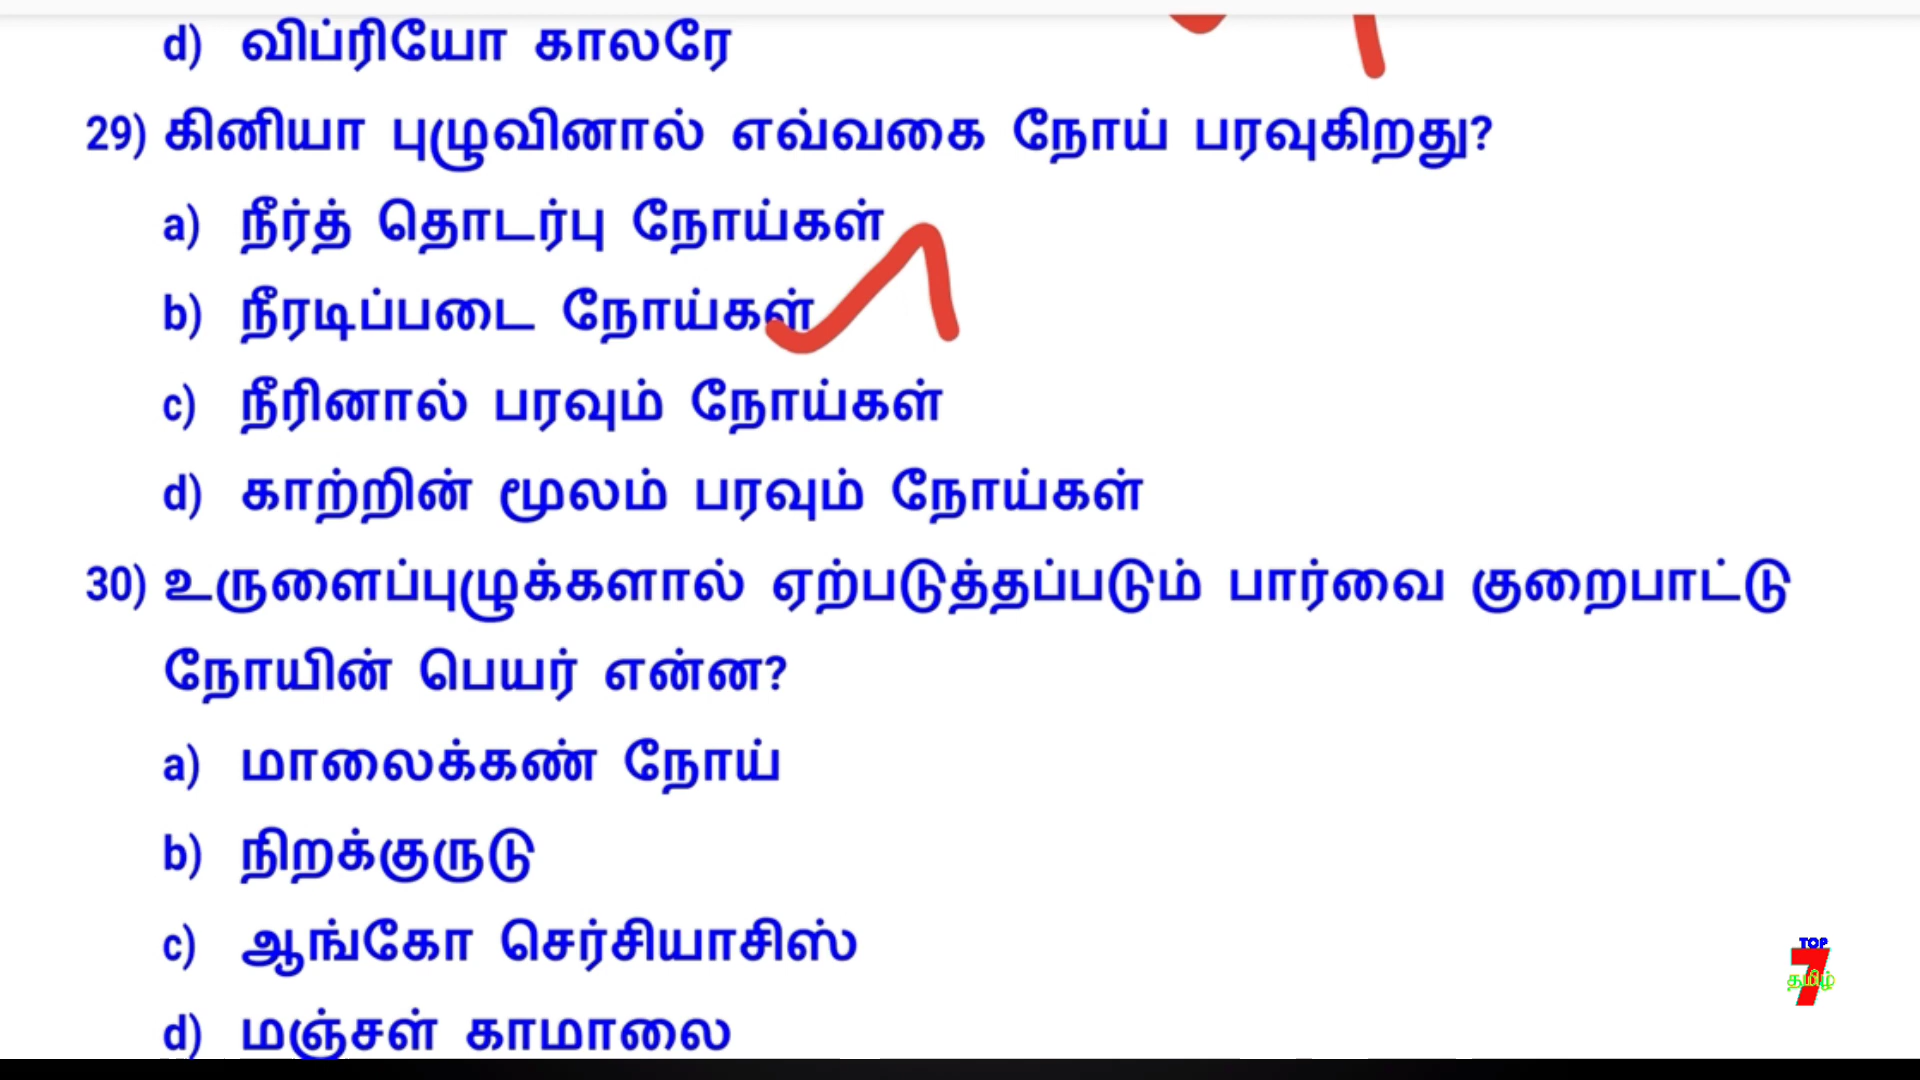 d) விப்ரியோ காலரே
29) கினியா புழுவினால் எவ்வகை நோய் பரவுகிறது?
a) நீர்த் தொடர்பு நோய்கள்
b) நீரடிப்படை நோய்கள்
c) நீரினால் பரவும் நோய்கள்
d) காற்றின் மூலம் பரவும் நோய்கள்
30) உருளைப்புழுக்களால் ஏற்படுத்தப்படும் பார்வை குறைபாட்டு
நோயின் பெயர் என்ன?
a) மாலைக்கண் நோய்
b) நிறக்குருடு
c) ஆங்கோ செர்சியாசிஸ்
d) மஞ்சள் காமாலை
TOP
7
தமிழ்